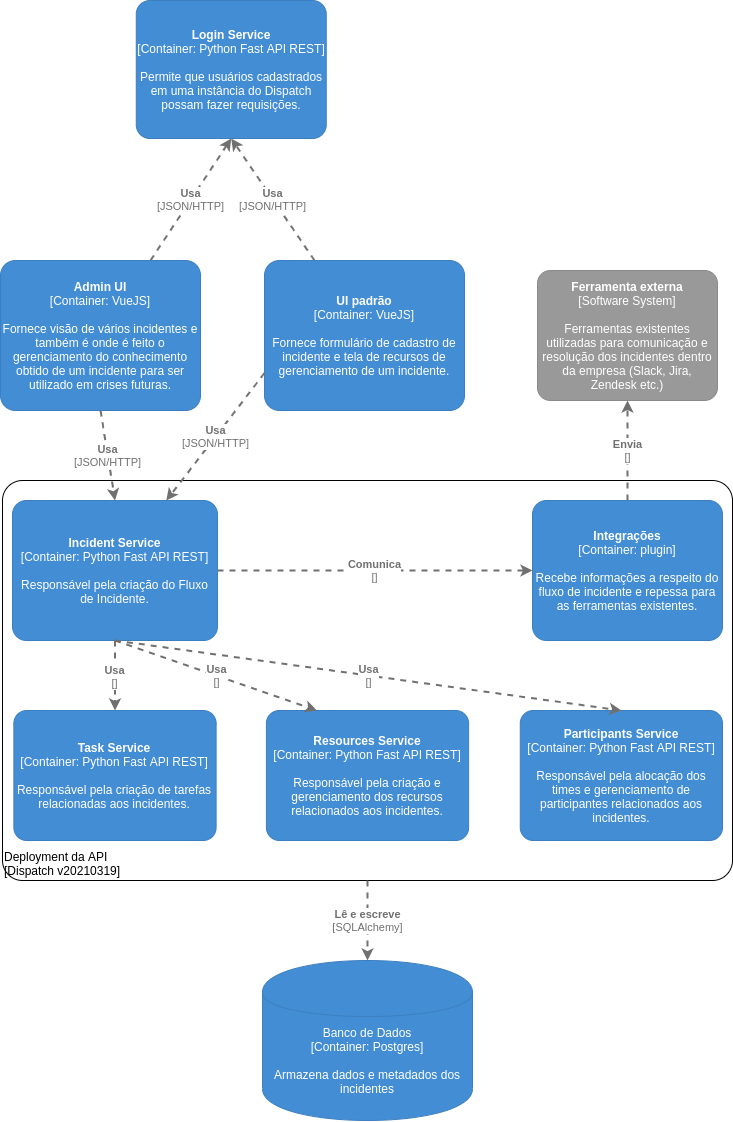 Login Service
[Container: Python Fast API REST]
Permite que usuários cadastrados
em uma instância do Dispatch
possam fazer requisições.
Usa
[JSON/HTTP]
Usa
[JSON/HTTP]
Admin UI
[Container: VueJS]
Fornece visão de vários incidentes e
também é onde é feito o
gerenciamento do conhecimento
obtido de um incidente para ser
utilizado em crises futuras.
UI padrão
[Container: VueJS]
Fornece formulário de cadastro de
incidente e tela de recursos de
gerenciamento de um incidente.
Ferramenta externa
[Software System]
Ferramentas existentes
utilizadas para comunicação e
resolução dos incidentes dentro
da empresa (Slack, Jira,
Zendesk etc.)
Usa
[JSON/HTTP]
Usa
[JSON/HTTP]
Envia
[]
Incident Service
[Container: Python Fast API REST]
Responsável pela criação do Fluxo
de Incidente.
Comunica
[]
Integrações
[Container: plugin]
Recebe informações a respeito do
fluxo de incidente e repessa para
as ferramentas existentes.
Usa
[]
Usa
[]
Usa
[]
Task Service
[Container: Python Fast API REST]
Responsável pela criação de tarefas
relacionadas aos incidentes.
Resources Service
[Container: Python Fast API REST]
Responsável pela criação e
gerenciamento dos recursos
relacionados aos incidentes.
Participants Service
[Container: Python Fast API REST]
Responsável pela alocação dos
times e gerenciamento de
participantes relacionados aos
incidentes.
Deployment da API
[Dispatch v20210319]
Lê e escreve
[SQLAlchemy]
Banco de Dados
[Container: Postgres]
Armazena dados e metadados dos
incidentes